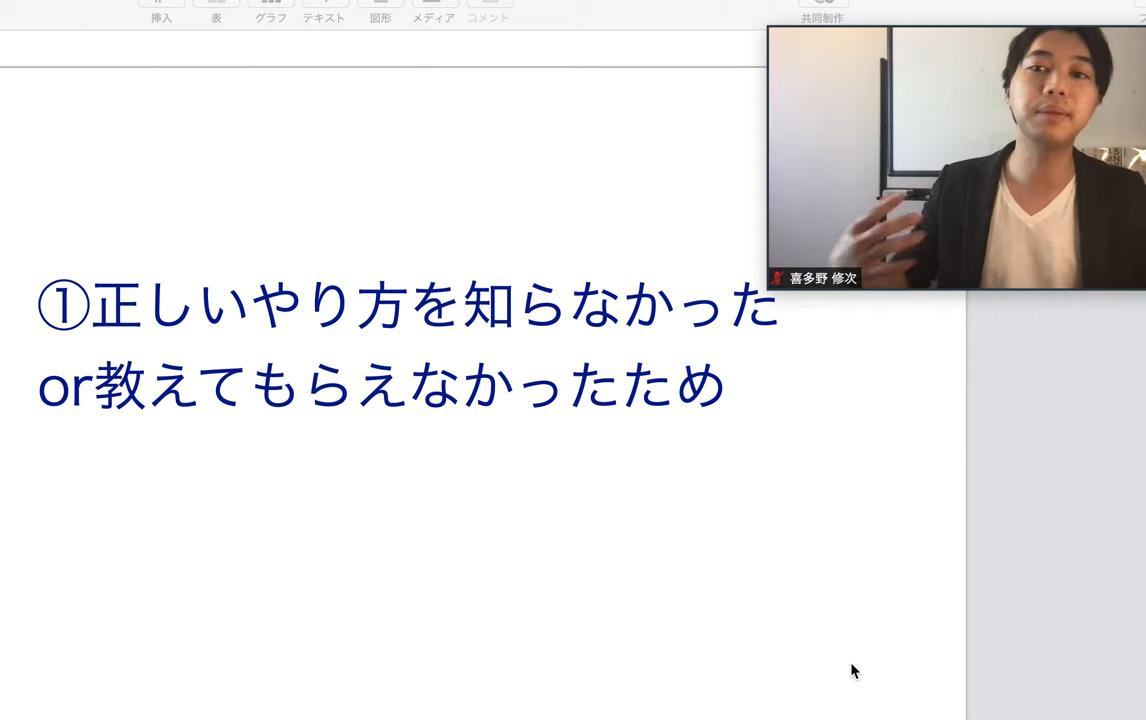 挿入 表 グラフ テキスト 図形 メディア コメント 共同制作
喜多野 修次
①正しいやり方を知らなかった
or教えてもらえなかったため